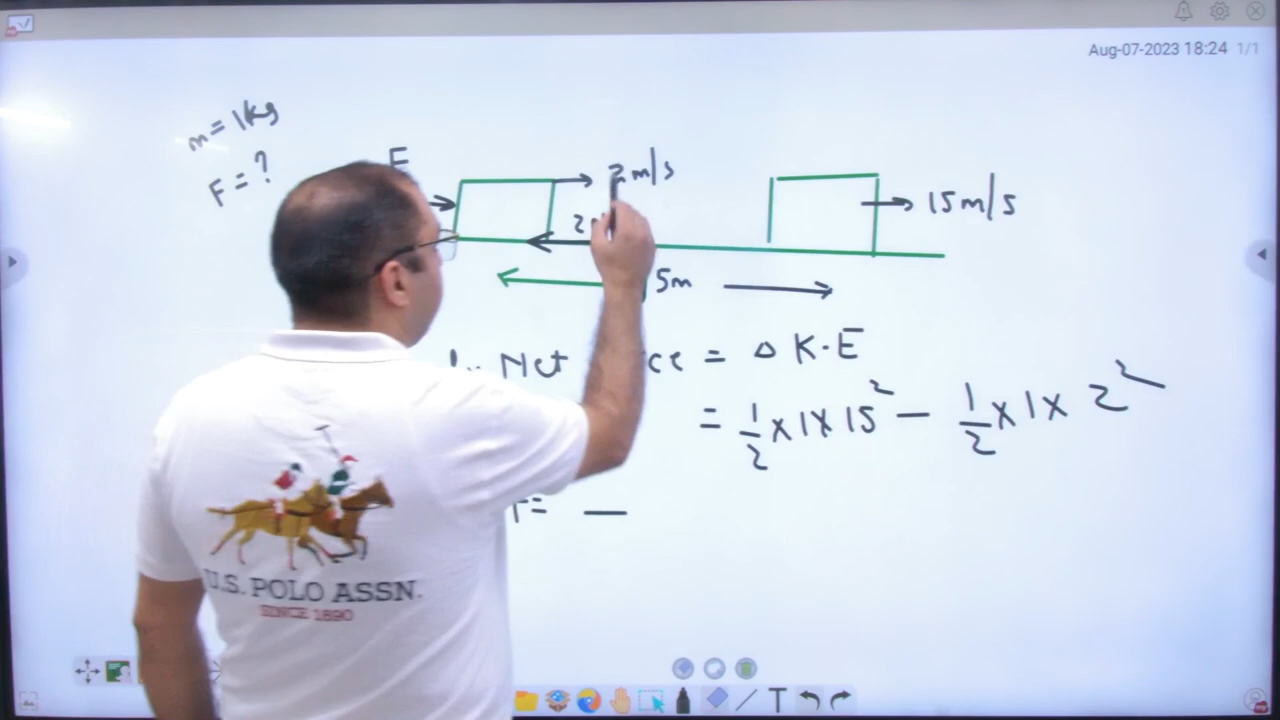 Aug-07-2023 18:24 1/1
m = 1kg
F = ?
F
2m/s
15m/s
5m
Net = Δ K.E
= 1/2 x 1 x 15² - 1/2 x 1 x 2²
= —
U.S. POLO ASSN.
SINCE 1890
T